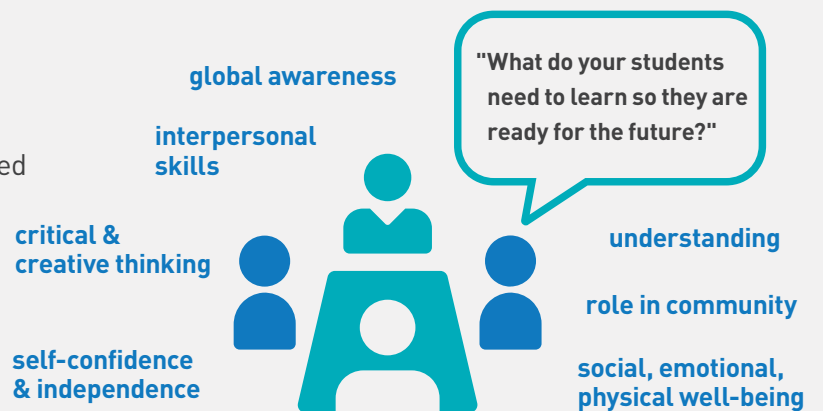 global awareness
"What do your students
need to learn so they are
ready for the future?"
interpersonal
skills
ed
critical &
creative thinking
understanding
role in community
self-confidence
& independence
social, emotional,
physical well-being